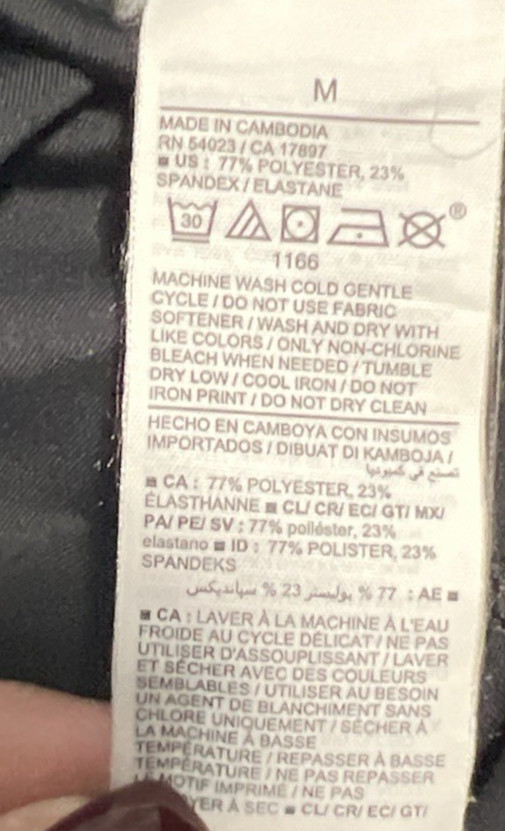 M
MADE IN CAMBODIA
RN 54023 / CA 17897
■ US : 77% POLYESTER, 23%
SPANDEX / ELASTANE
30
®
1166
MACHINE WASH COLD GENTLE
CYCLE / DO NOT USE FABRIC
SOFTENER / WASH AND DRY WITH
LIKE COLORS / ONLY NON-CHLORINE
BLEACH WHEN NEEDED / TUMBLE
DRY LOW / COOL IRON / DO NOT
IRON PRINT / DO NOT DRY CLEAN
HECHO EN CAMBOYA CON INSUMOS
IMPORTADOS / DIBUAT DI KAMBOJA /
تصنع في كمبوديا
■ CA : 77% POLYESTER, 23%
ÉLASTHANNE ■ CL/ CR/ EC/ GT/ MX/
PA/ PE/ SV : 77% poliéster, 23%
elastano ■ ID : 77% POLISTER, 23%
SPANDEKS
■ AE : 77 % بوليستر 23 % سباندیکس
■ CA : LAVER À LA MACHINE À L'EAU
FROIDE AU CYCLE DÉLICAT / NE PAS
UTILISER D'ASSOUPLISSANT / LAVER
ET SÉCHER AVEC DES COULEURS
SEMBLABLES / UTILISER AU BESOIN
UN AGENT DE BLANCHIMENT SANS
CHLORE UNIQUEMENT / SÉCHER À
LA MACHINE À BASSE
TEMPÉRATURE / REPASSER À BASSE
TEMPÉRATURE / NE PAS REPASSER
MOTIF IMPRIMÉ / NE PAS
YER À SEC ■ CL/ CR/ EC/ GT/